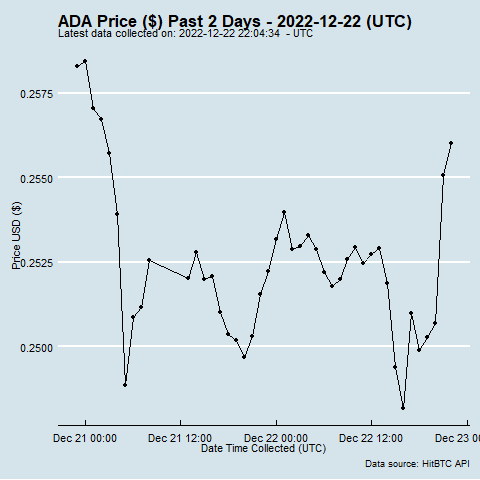 ADA Price ($) Past 2 Days - 2022-12-22 (UTC)
Latest data collected on: 2022-12-22 22:04:34 - UTC
0.2575
0.2550
0.2525
0.2500
Price USD ($)
Dec 21 00:00 Dec 21 12:00 Dec 22 00:00 Dec 22 12:00 Dec 23 00
Date Time Collected (UTC)
Data source: HitBTC API